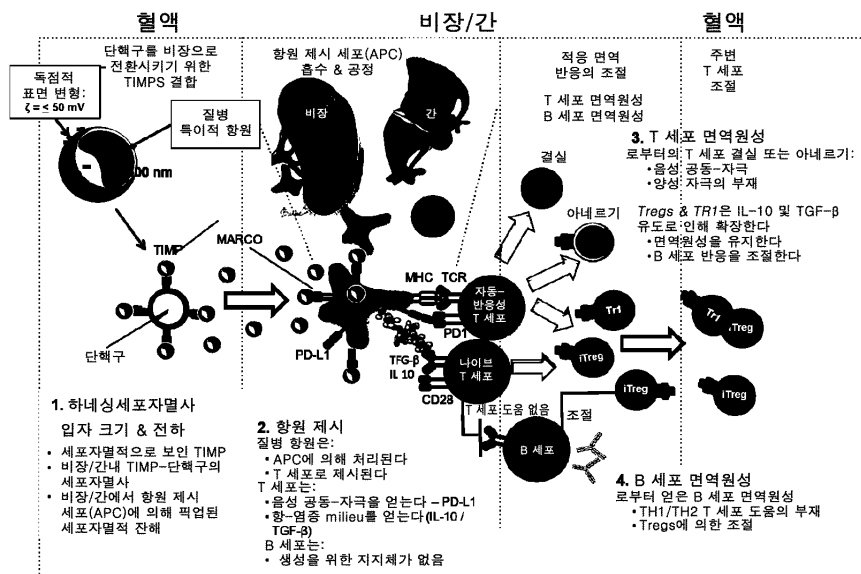 혈액
비장/간
혈액
단핵구를 비장으로
전환시키기 위한
TIMPS 결합
독점적
표면 변형:
ζ = ≤ 50 mV
질병
특이적 항원
00 nm
TIMP
MARCO
단핵구
항원 제시 세포(APC)
흡수 & 공정
비장
간
MHC TCR
자동-
반응성
T 세포
PD1
PD-L1
TFG-β
IL 10
CD28
나이브
T 세포
적응 면역
반응의 조절
T 세포 면역원성
B 세포 면역원성
결실
아네르기
Tr1
iTreg
T 세포 도움 없음
조절
B 세포
iTreg
주변
T 세포
조절
3. T 세포 면역원성
로부터의 T 세포 결실 또는 아네르기:
•음성 공동-자극
•양성 자극의 부재
Tregs & TR1은 IL-10 및 TGF-β
유도로 인해 확장한다
•면역원성을 유지한다
•B 세포 반응을 조절한다
Tr1
iTreg
iTreg
1. 하네싱세포자멸사
입자 크기 & 전하
• 세포자멸적으로 보인 TIMP
• 비장/간내 TIMP-단핵구의
세포자멸사
• 비장/간에서 항원 제시
세포(APC)에 의해 픽업된
세포자멸적 잔해
2. 항원 제시
질병 항원은:
•APC에 의해 처리된다
•T 세포로 제시된다
T 세포는:
•음성 공동-자극을 얻는다 – PD-L1
•항-염증 milieu를 얻는다 (IL-10 /
TGF-β)
B 세포는:
• 생성을 위한 지지체가 없음
4. B 세포 면역원성
로부터 얻은 B 세포 면역원성
•TH1/TH2 T 세포 도움의 부재
•Tregs에 의한 조절